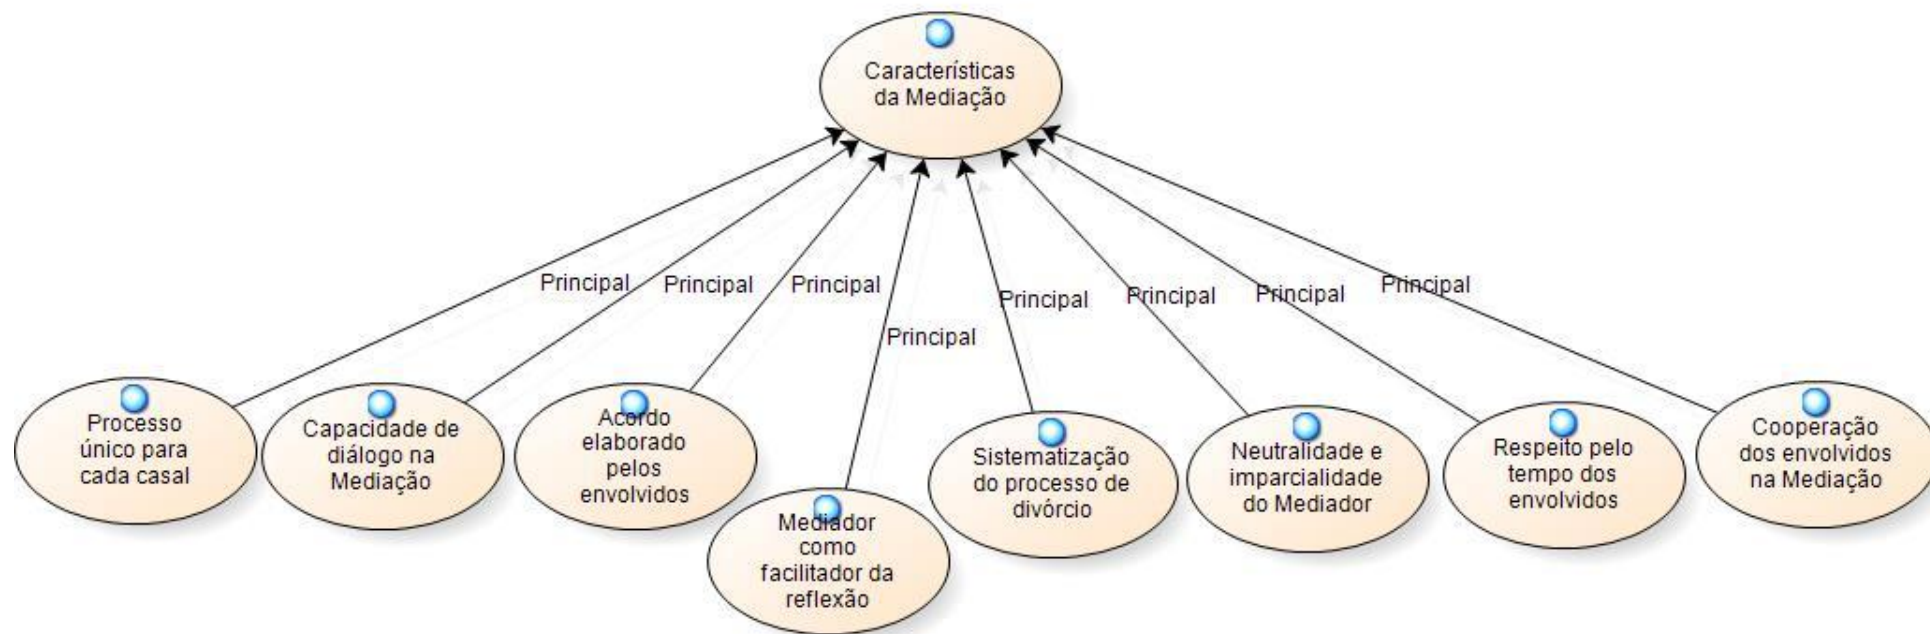 Características
da Mediação
Principal
Principal
Principal
Principal
Principal
Principal
Principal
Principal
Processo
único para
cada casal
Capacidade de
diálogo na
Mediação
Acordo
elaborado
pelos
envolvidos
Mediador
como
facilitador da
reflexão
Sistematização
do processo de
divórcio
Neutralidade e
imparcialidade
do Mediador
Respeito pelo
tempo dos
envolvidos
Cooperação
dos envolvidos
na Mediação